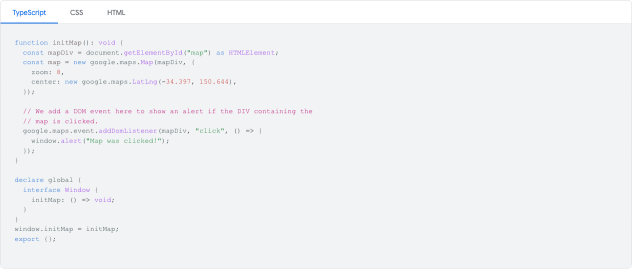 TypeScript CSS HTML
function initMap(): void {
  const mapDiv = document.getElementById("map") as HTMLElement;
  const map = new google.maps.Map(mapDiv, {
    zoom: 8,
    center: new google.maps.LatLng(-34.397, 150.644),
  });

  // We add a DOM event here to show an alert if the DIV containing the
  // map is clicked.
  google.maps.event.addDomListener(mapDiv, "click", () => {
    window.alert("Map was clicked!");
  });
}

declare global {
  interface Window {
    initMap: () => void;
  }
}
window.initMap = initMap;
export {};